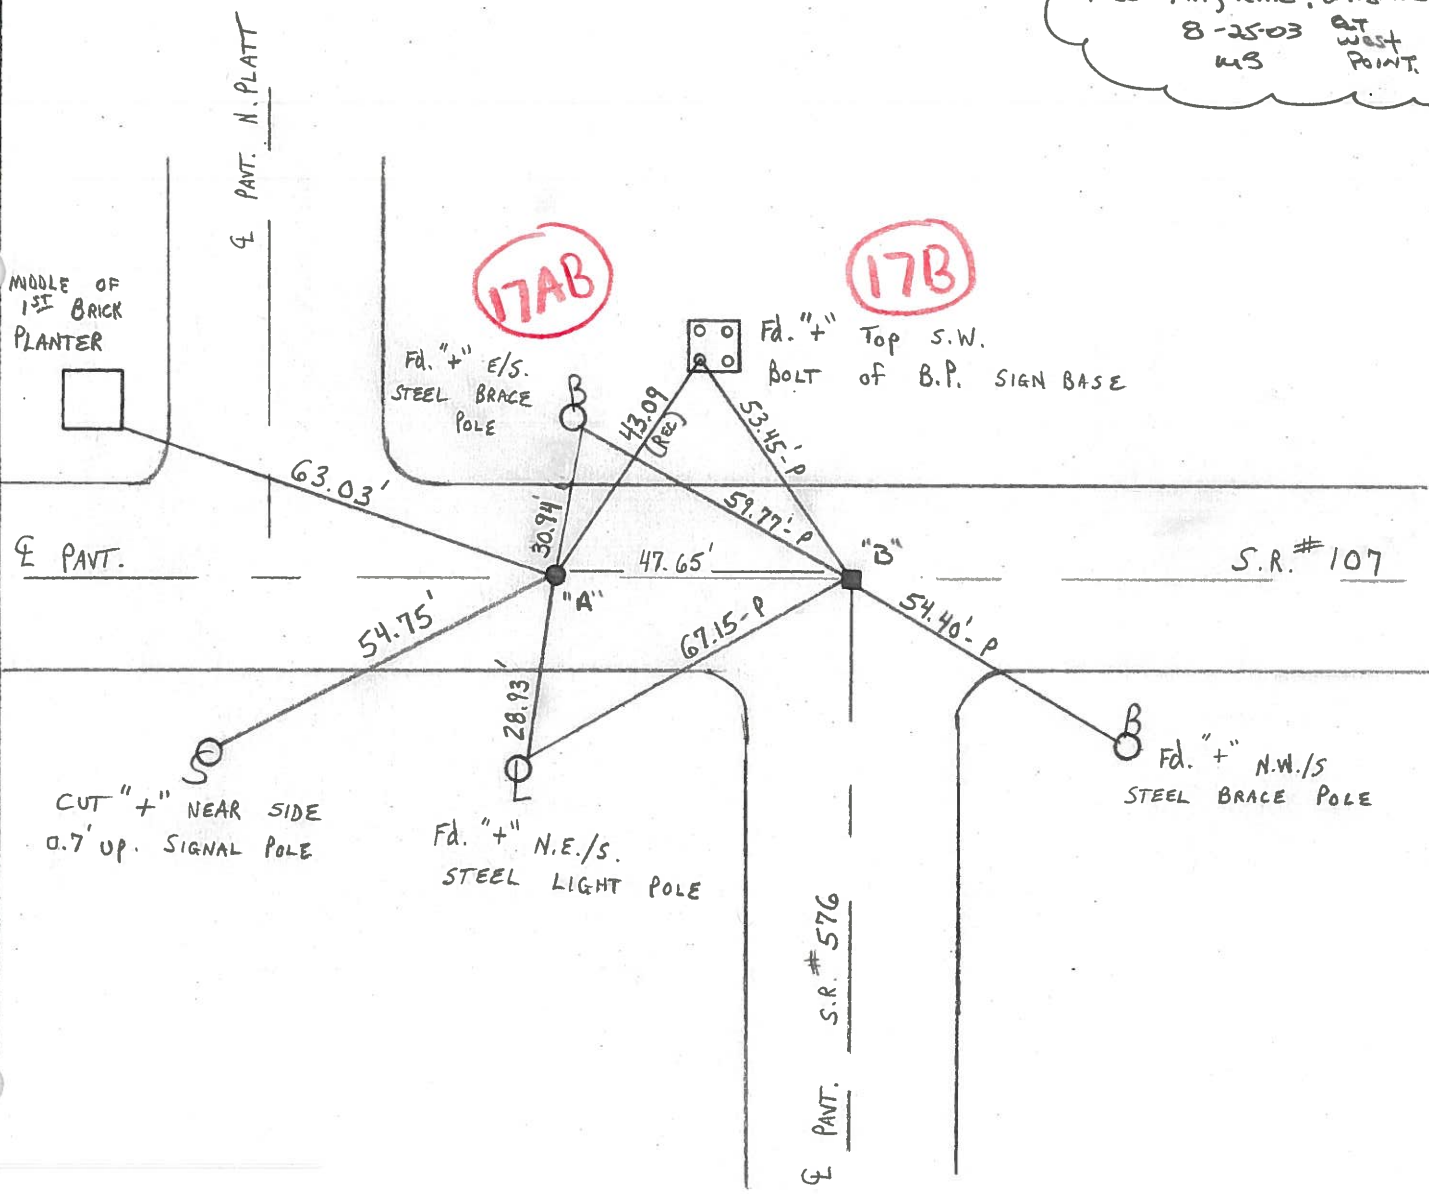 8-25-03 at
west
MB POINT.
℄ PAVT. N. PLATT
17AB
17B
MIDDLE OF
1ST BRICK
PLANTER
Fd. "+" E/S.
STEEL BRACE
POLE
B
Fd. "+" Top S.W.
BOLT of B.P. SIGN BASE
43.09
(REC)
53.45'-P
63.03'
30.94'
59.77'-P
℄ PAVT.
47.65'
"A"
"B"
S.R. #107
54.75'
28.93'
67.15-P
54.40'-P
S
CUT "+" NEAR SIDE
0.7' UP. SIGNAL POLE
L
Fd. "+" N.E./S.
STEEL LIGHT POLE
B
Fd. "+" N.W./S
STEEL BRACE POLE
℄ PAVT. S.R. #576